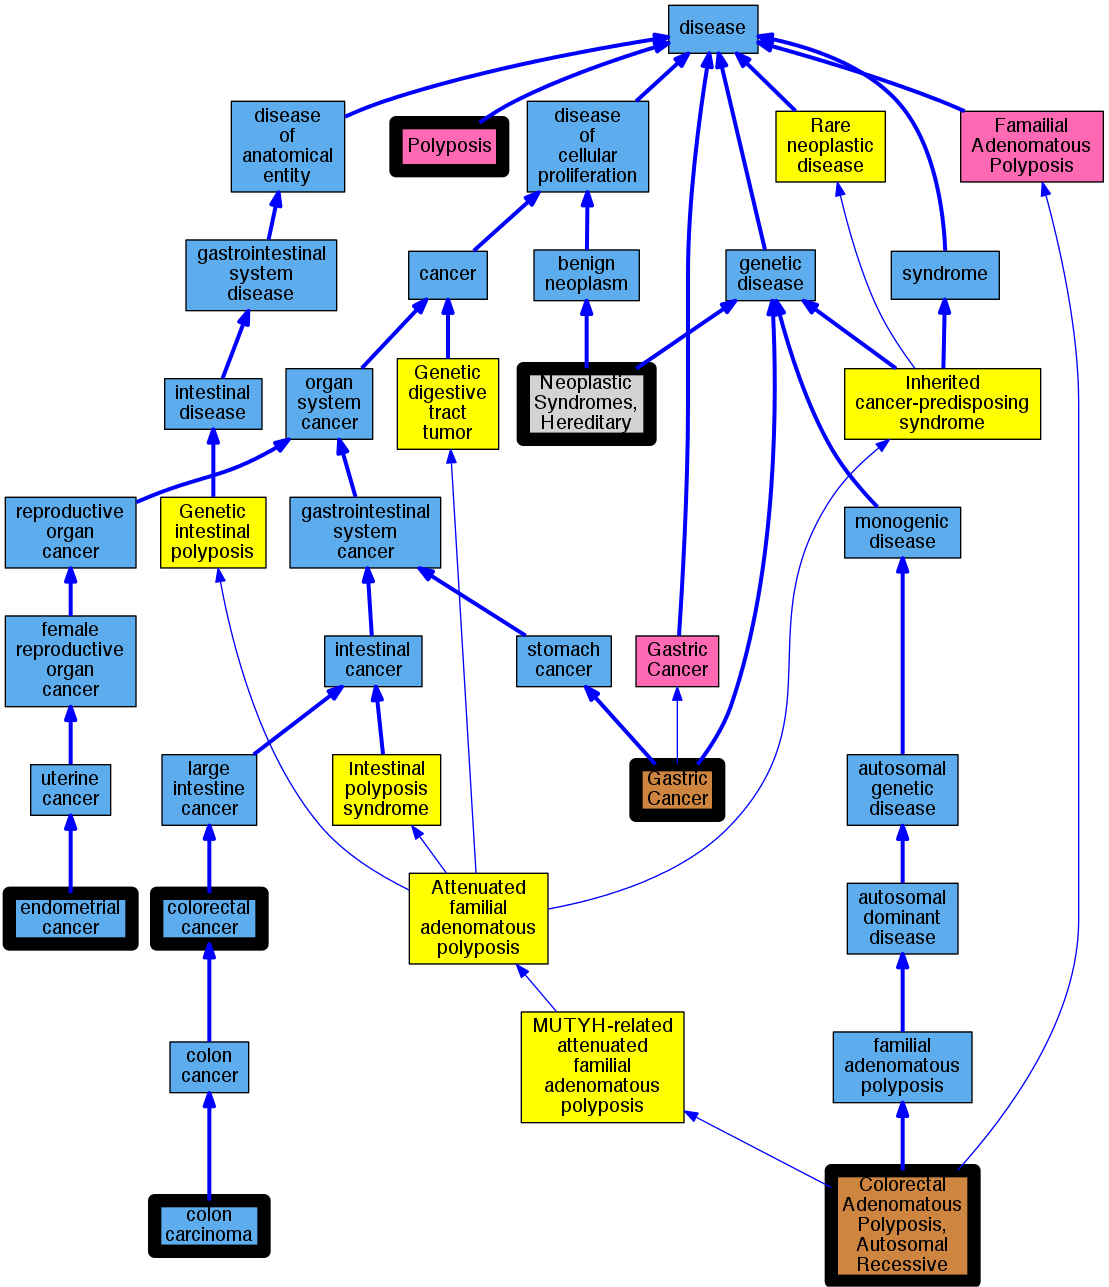 disease
disease
of
anatomical
entity
Polyposis
disease
of
cellular
proliferation
Rare
neoplastic
disease
Famailial
Adenomatous
Polyposis
gastrointestinal
system
disease
cancer
benign
neoplasm
genetic
disease
syndrome
intestinal
disease
organ
system
cancer
Genetic
digestive
tract
tumor
Neoplastic
Syndromes,
Hereditary
Inherited
cancer-predisposing
syndrome
reproductive
organ
cancer
Genetic
intestinal
polyposis
gastrointestinal
system
cancer
monogenic
disease
female
reproductive
organ
cancer
intestinal
cancer
stomach
cancer
Gastric
Cancer
uterine
cancer
large
intestine
cancer
Intestinal
polyposis
syndrome
Gastric
Cancer
autosomal
genetic
disease
endometrial
cancer
colorectal
cancer
Attenuated
familial
adenomatous
polyposis
autosomal
dominant
disease
colon
cancer
MUTYH-related
attenuated
familial
adenomatous
polyposis
familial
adenomatous
polyposis
colon
carcinoma
Colorectal
Adenomatous
Polyposis,
Autosomal
Recessive